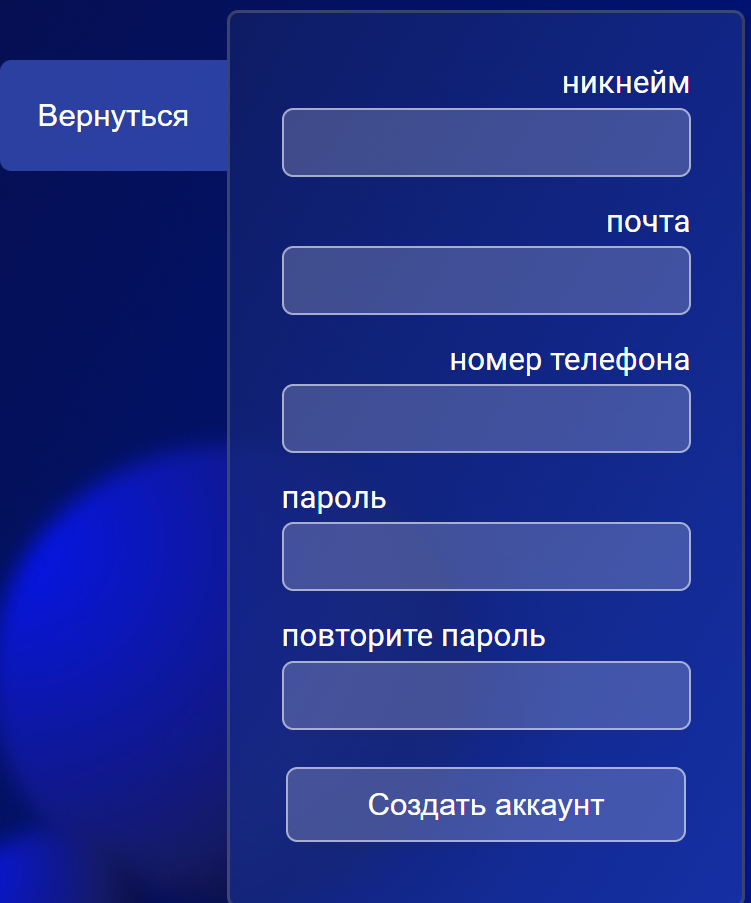 никнейм
Вернуться
почта
номер телефона
пароль
повторите пароль
Создать аккаунт